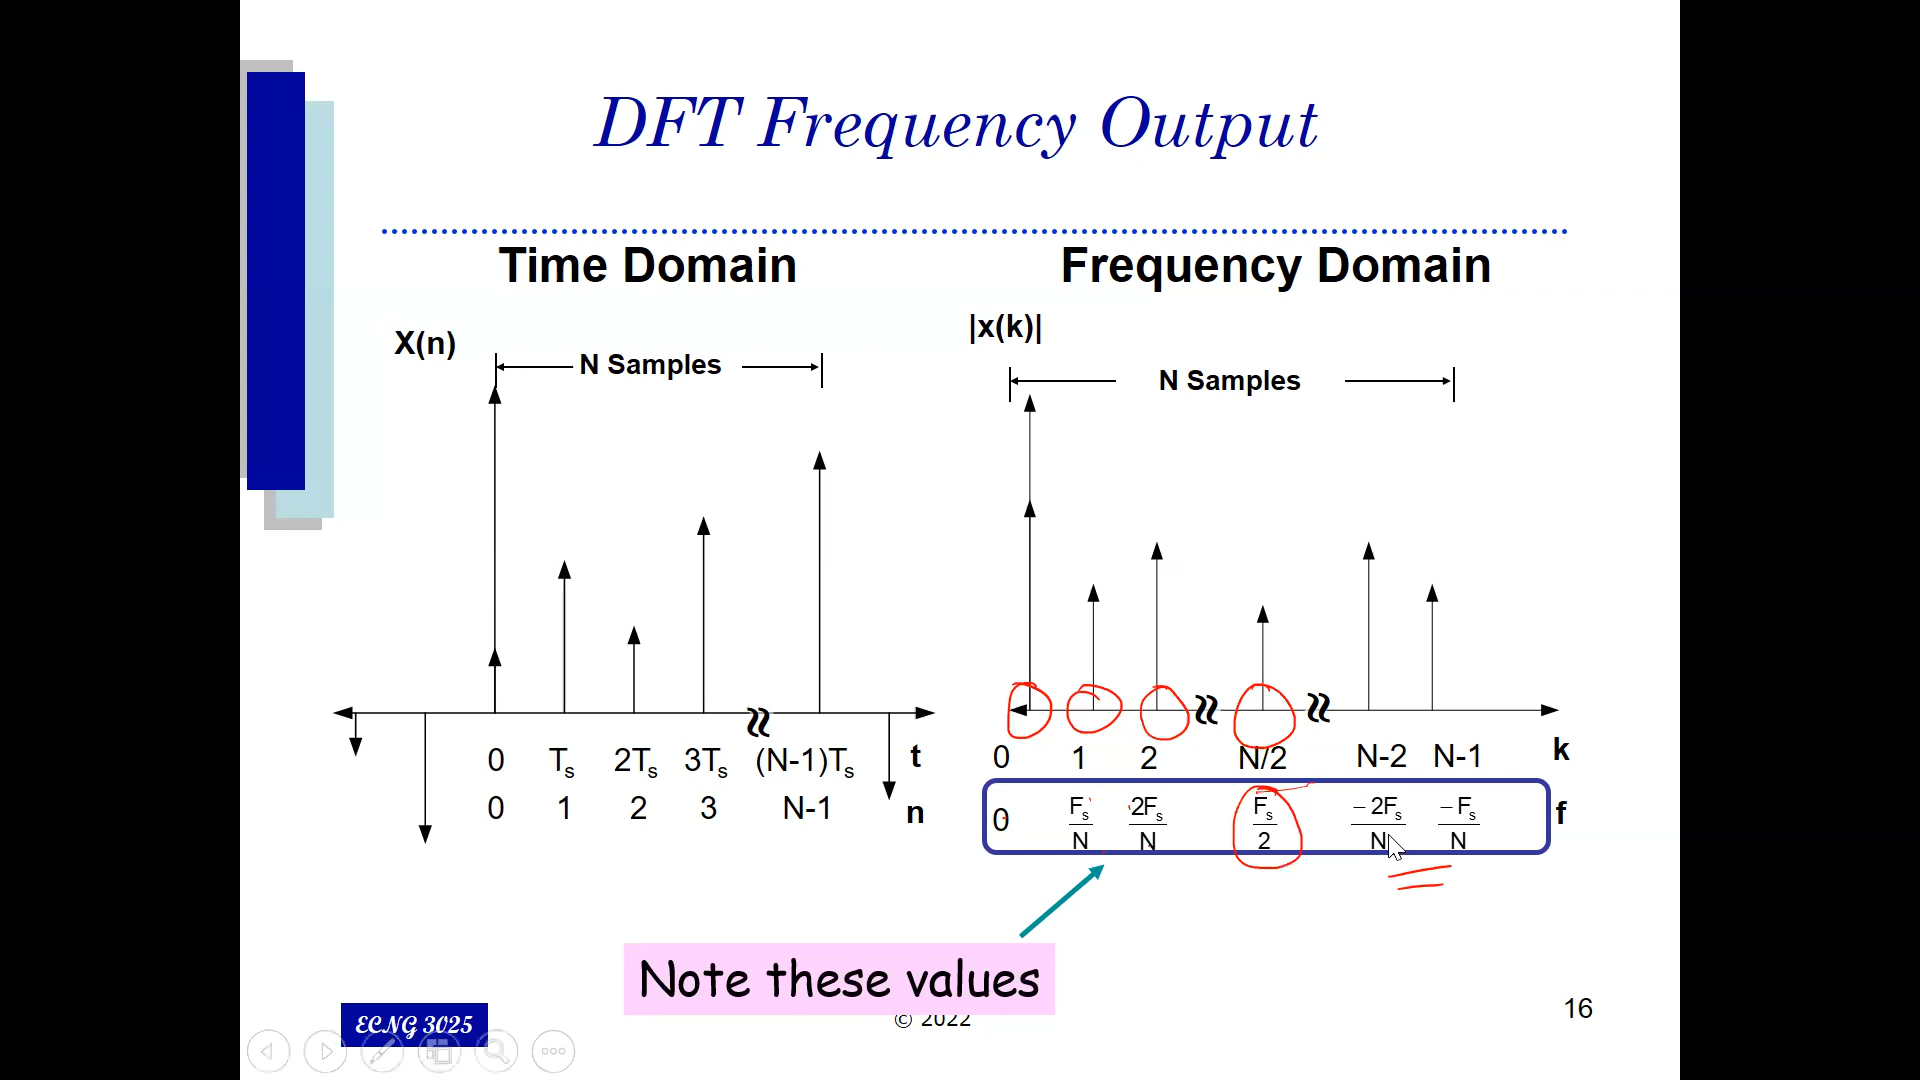 DFT Frequency Output
Time Domain
X(n)
N Samples
0 Ts 2Ts 3Ts (N-1)Ts t
0 1 2 3 N-1 n
Frequency Domain
|x(k)|
N Samples
0 1 2 N/2 N-2 N-1 k
0 Fs/N 2Fs/N Fs/2 −2Fs/N −Fs/N f
Note these values
ECNG 3025
© 2022
16